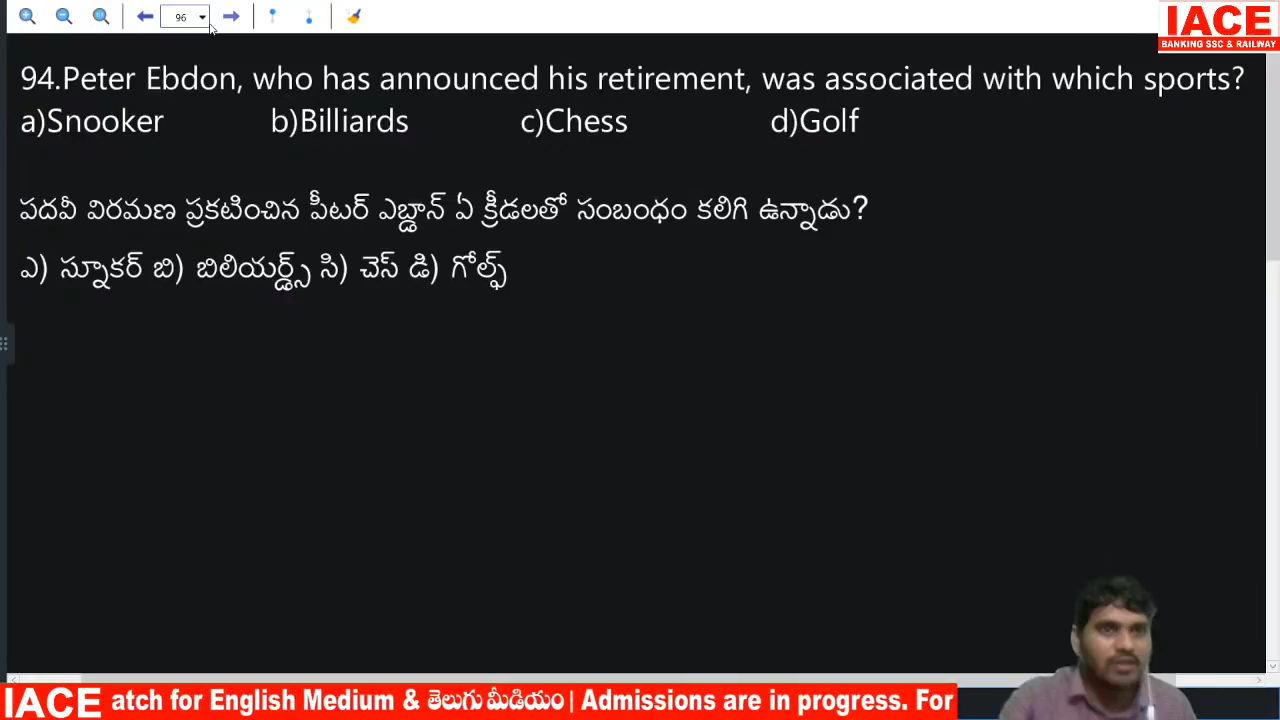 96
IACE
BANKING SSC & RAILWAY
94.Peter Ebdon, who has announced his retirement, was associated with which sports?
a)Snooker b)Billiards c)Chess d)Golf
పదవీ విరమణ ప్రకటించిన పీటర్ ఎబ్డాన్ ఏ క్రీడలతో సంబంధం కలిగి ఉన్నాడు?
ఎ) స్నూకర్ బి) బిలియర్డ్స్ సి) చెస్ డి) గోల్ఫ్
IACE atch for English Medium & తెలుగు మీడియం | Admissions are in progress. For